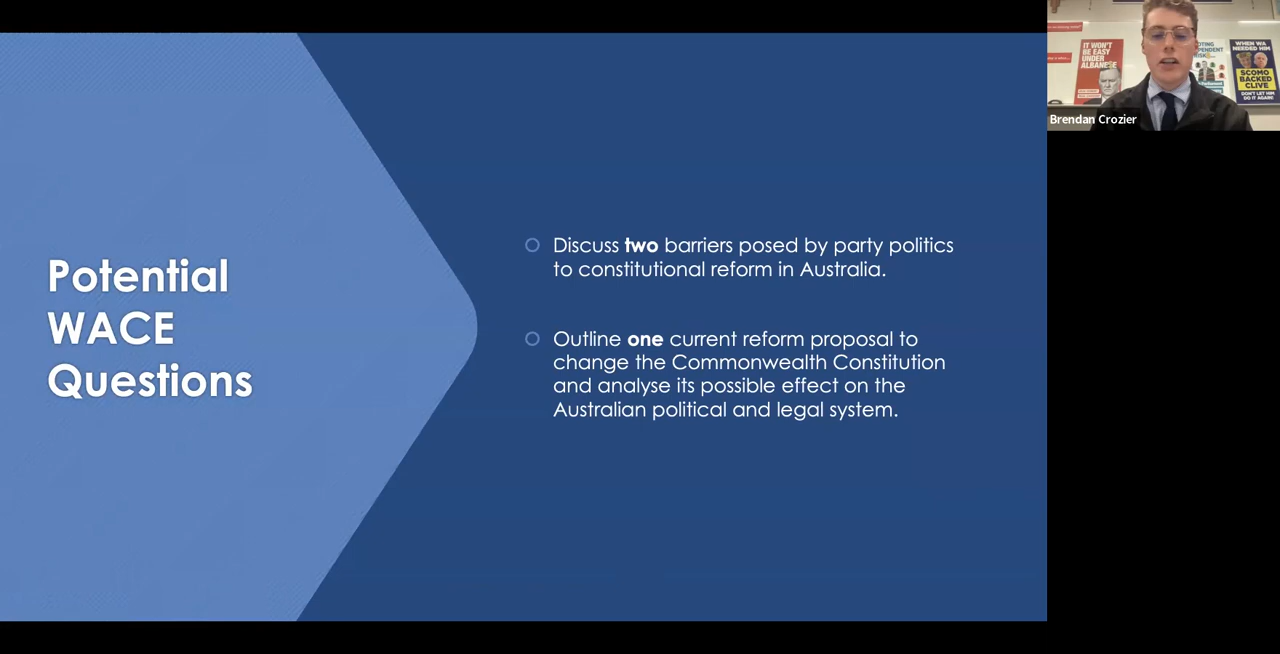 Potential
WACE
Questions
Discuss two barriers posed by party politics
to constitutional reform in Australia.
Outline one current reform proposal to
change the Commonwealth Constitution
and analyse its possible effect on the
Australian political and legal system.
IT WON'T
BE EASY
UNDER
ALBANESE
WHEN WA
NEEDED HIM
SCOMO
BACKED
CLIVE
DON'T LET HIM
DO IT AGAIN!
Brendan Crozier